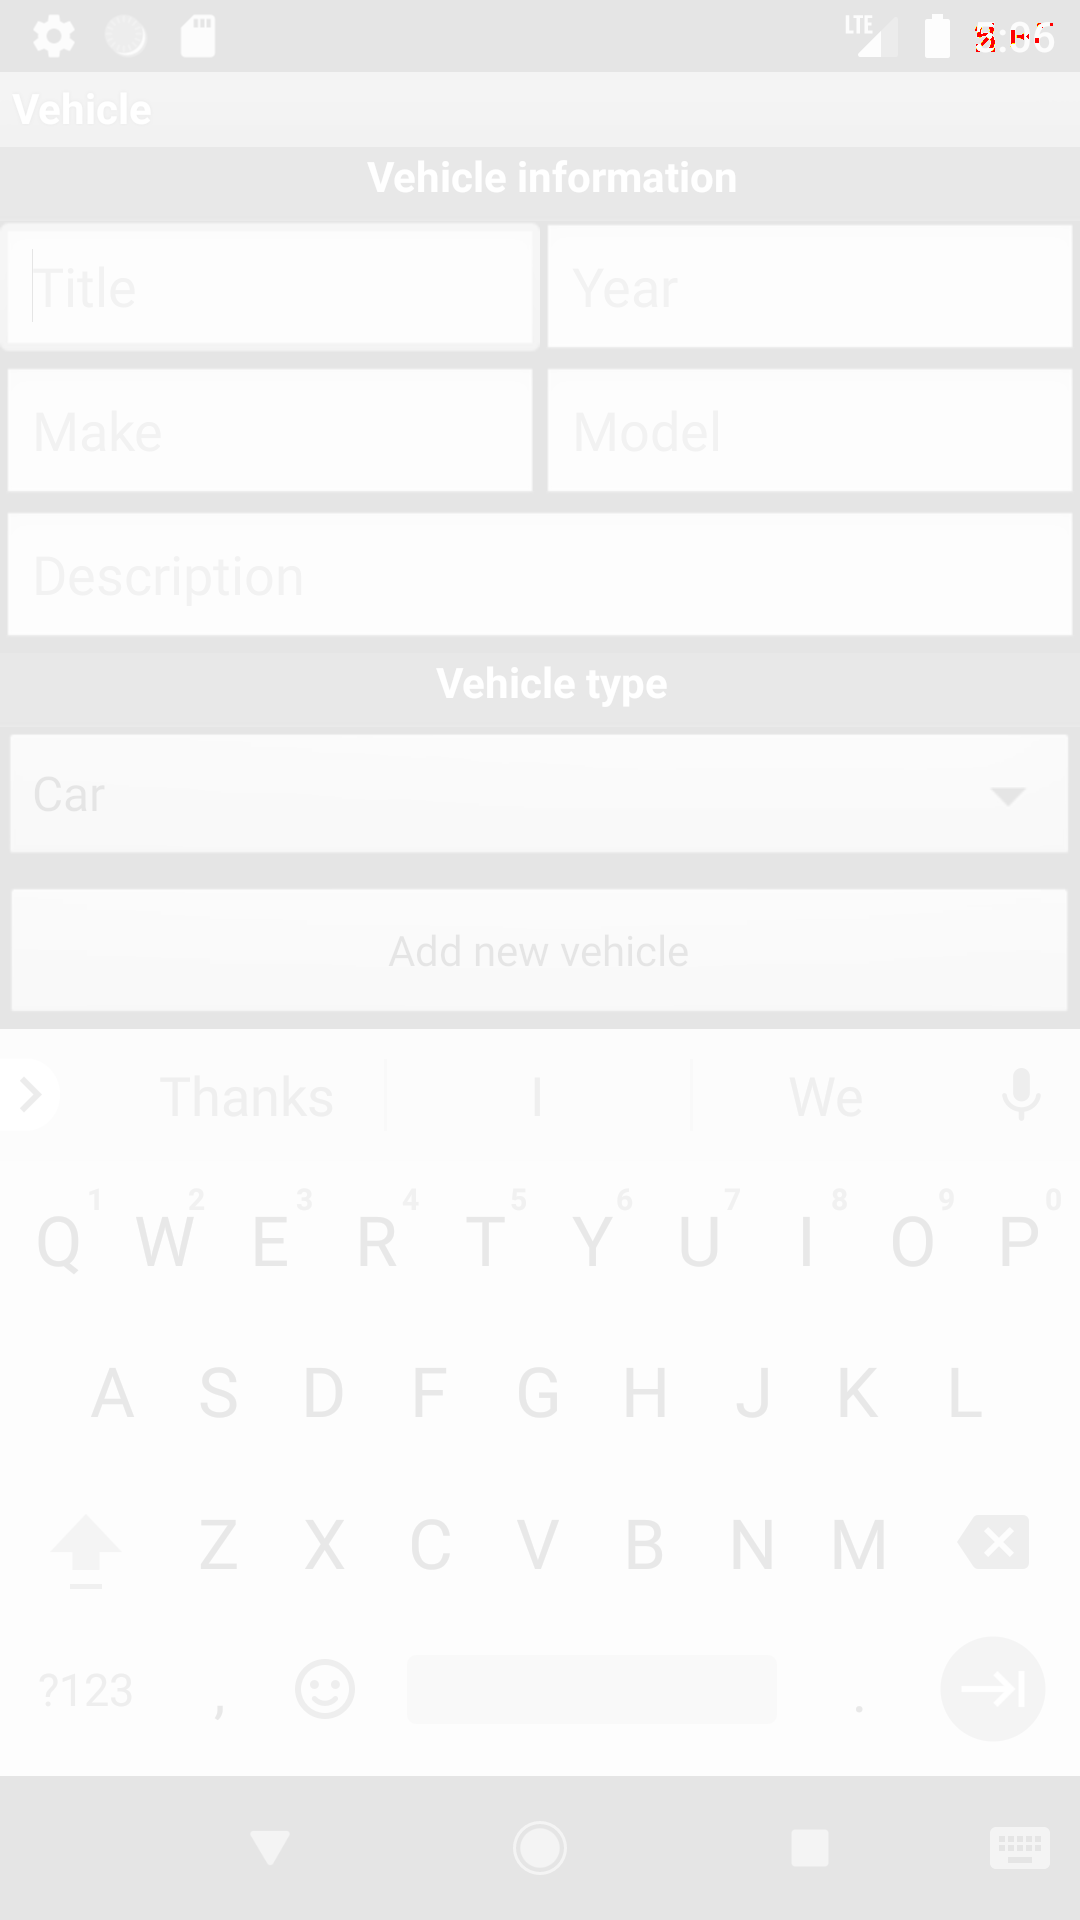 LTE
Vehicle
Vehicle information
Title Year
Make Model
Description
Vehicle type
Car
Add new vehicle
Thanks I We
1 2 3 4 5 6 7 8 9 0
Q W E R T Y U I O P
A S D F G H J K L
Z X C V B N M
?123 , .